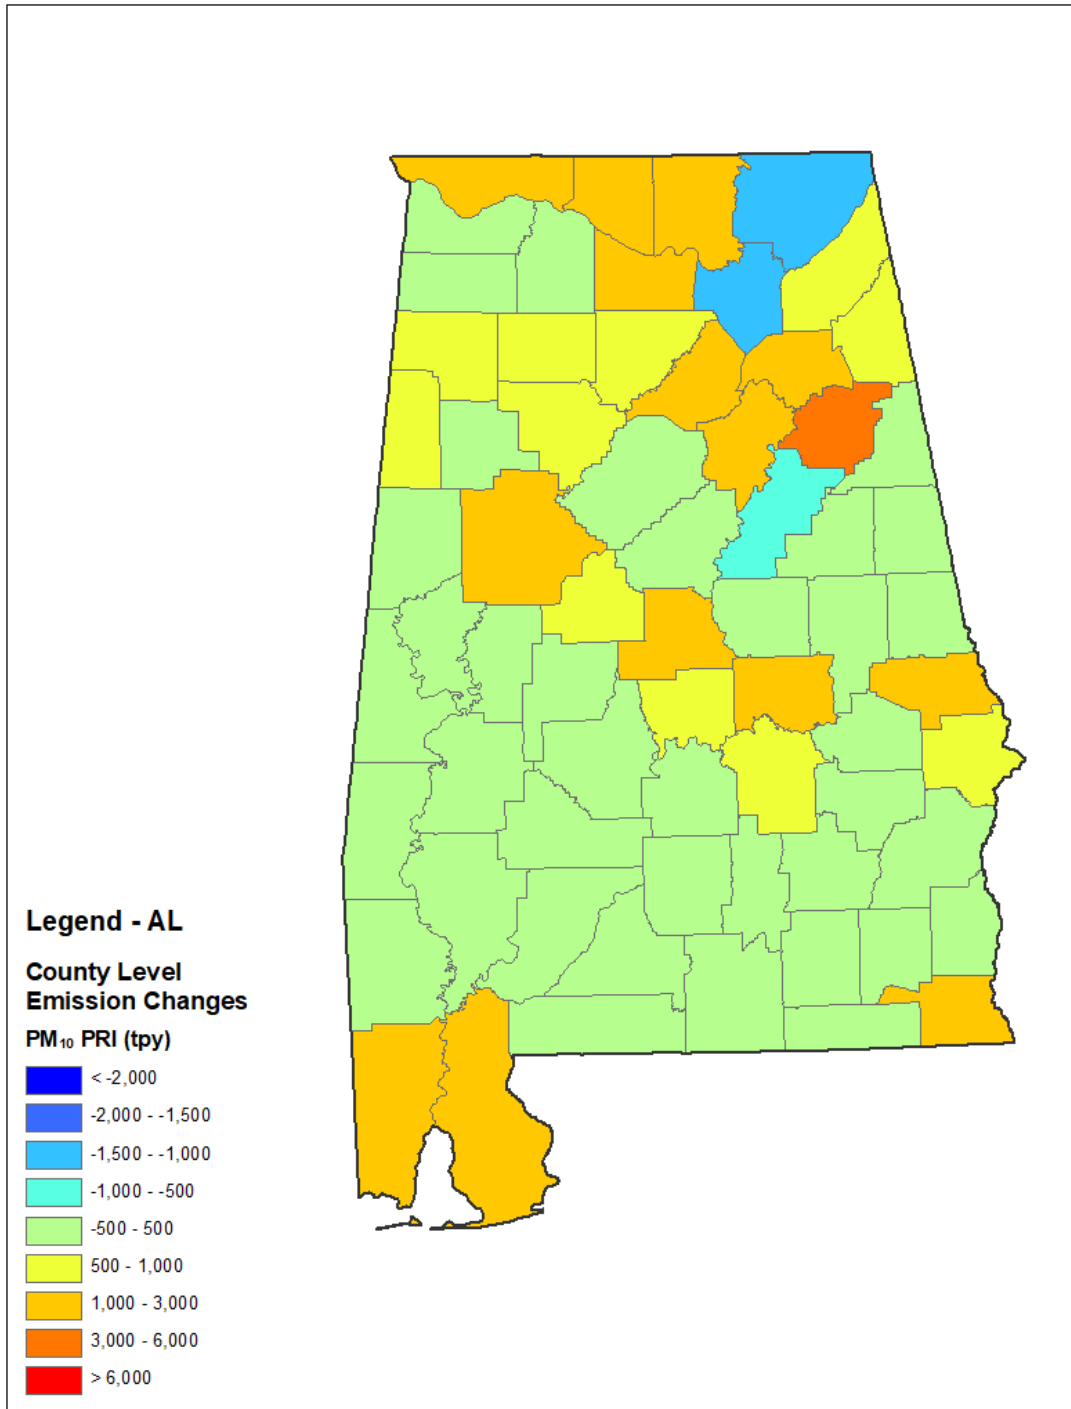 Legend - AL
County Level
Emission Changes
PM₁₀ PRI (tpy)
< -2,000
-2,000 - -1,500
-1,500 - -1,000
-1,000 - -500
-500 - 500
500 - 1,000
1,000 - 3,000
3,000 - 6,000
> 6,000